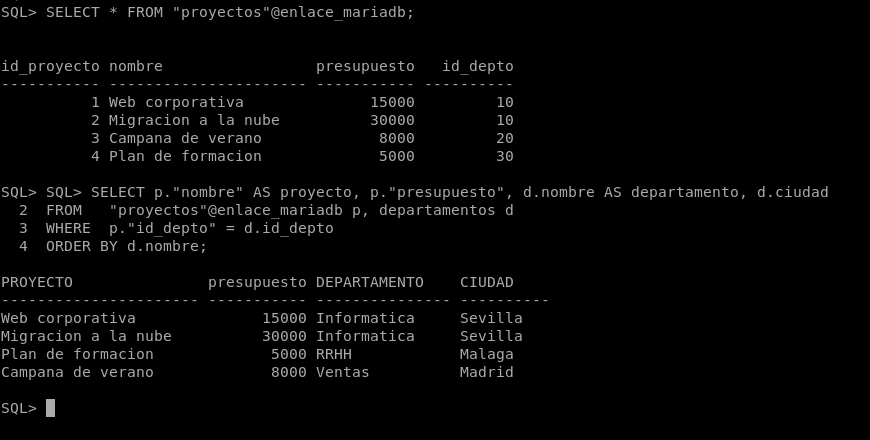 SQL> SELECT * FROM "proyectos"@enlace_mariadb;
id_proyecto nombre                 presupuesto   id_depto
----------- ---------------------- ----------- ----------
          1 Web corporativa              15000         10
          2 Migracion a la nube          30000         10
          3 Campana de verano             8000         20
          4 Plan de formacion             5000         30
SQL> SQL> SELECT p."nombre" AS proyecto, p."presupuesto", d.nombre AS departamento, d.ciudad
  2  FROM   "proyectos"@enlace_mariadb p, departamentos d
  3  WHERE  p."id_depto" = d.id_depto
  4  ORDER BY d.nombre;
PROYECTO               presupuesto DEPARTAMENTO    CIUDAD
---------------------- ----------- --------------- ----------
Web corporativa              15000 Informatica     Sevilla
Migracion a la nube          30000 Informatica     Sevilla
Plan de formacion             5000 RRHH            Malaga
Campana de verano             8000 Ventas          Madrid
SQL>